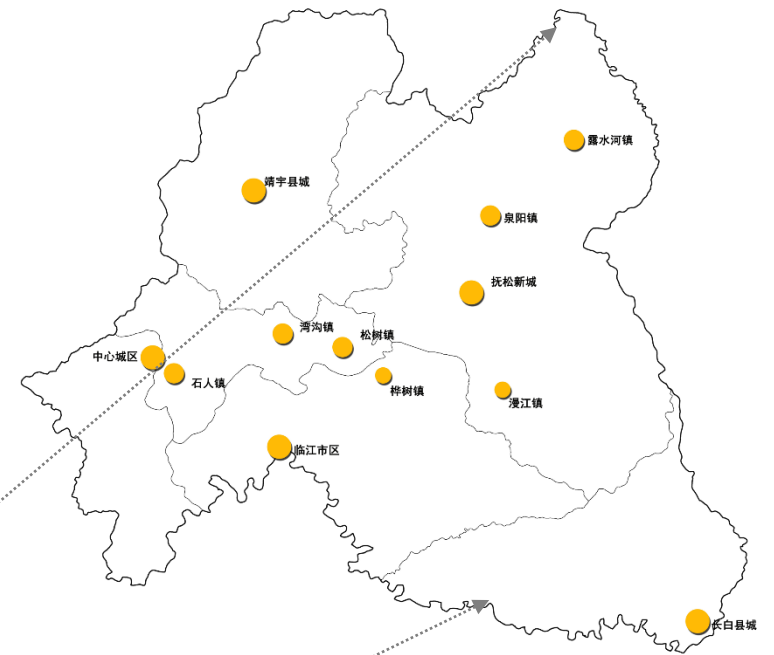 露水河镇
靖宇县城
泉阳镇
抚松新城
湾沟镇
松树镇
中心城区
石人镇
桦树镇
漫江镇
临江市区
长白县城